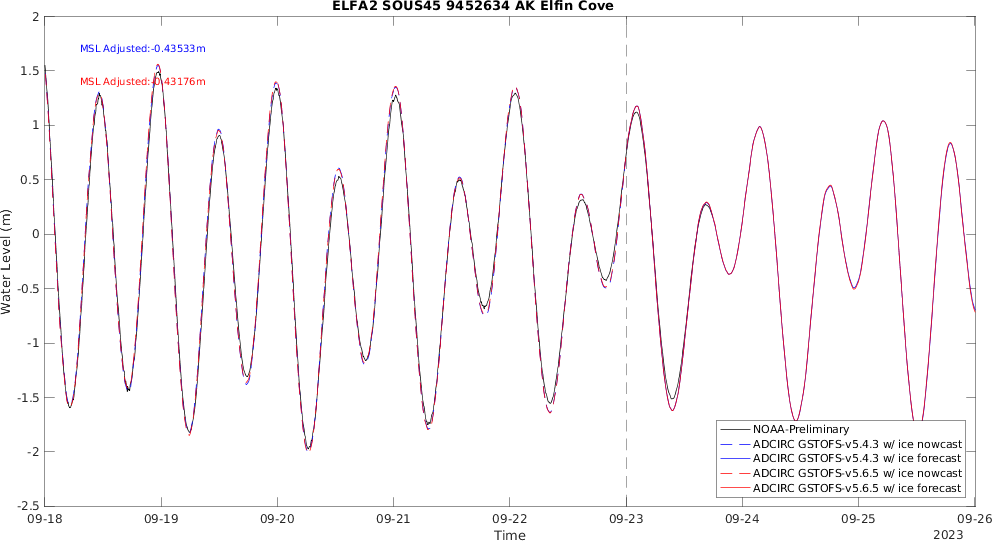 ELFA2 SOUS45 9452634 AK Elfin Cove
2
1.5
1
0.5
0
-0.5
-1
-1.5
-2
-2.5
Water Level (m)
MSL Adjusted:-0.43533m
MSL Adjusted:-0.43176m
NOAA-Preliminary
ADCIRC GSTOFS-v5.4.3 w/ ice nowcast
ADCIRC GSTOFS-v5.4.3 w/ ice forecast
ADCIRC GSTOFS-v5.6.5 w/ ice nowcast
ADCIRC GSTOFS-v5.6.5 w/ ice forecast
09-18 09-19 09-20 09-21 09-22 09-23 09-24 09-25 09-26
Time
2023